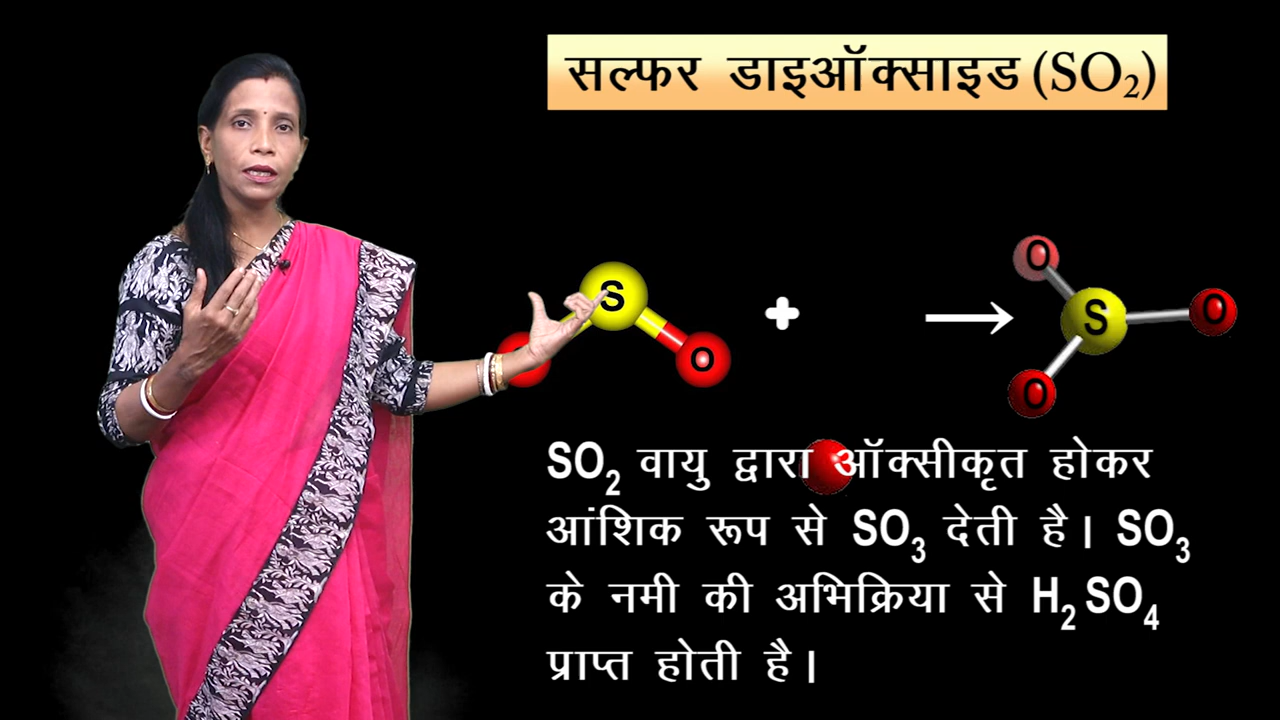 सल्फर डाइऑक्साइड (SO₂)
S
O
+
→
O
S
O
O
SO₂ वायु द्वारा ऑक्सीकृत होकर
आंशिक रूप से SO₃ देती है। SO₃
के नमी की अभिक्रिया से H₂SO₄
प्राप्त होती है।